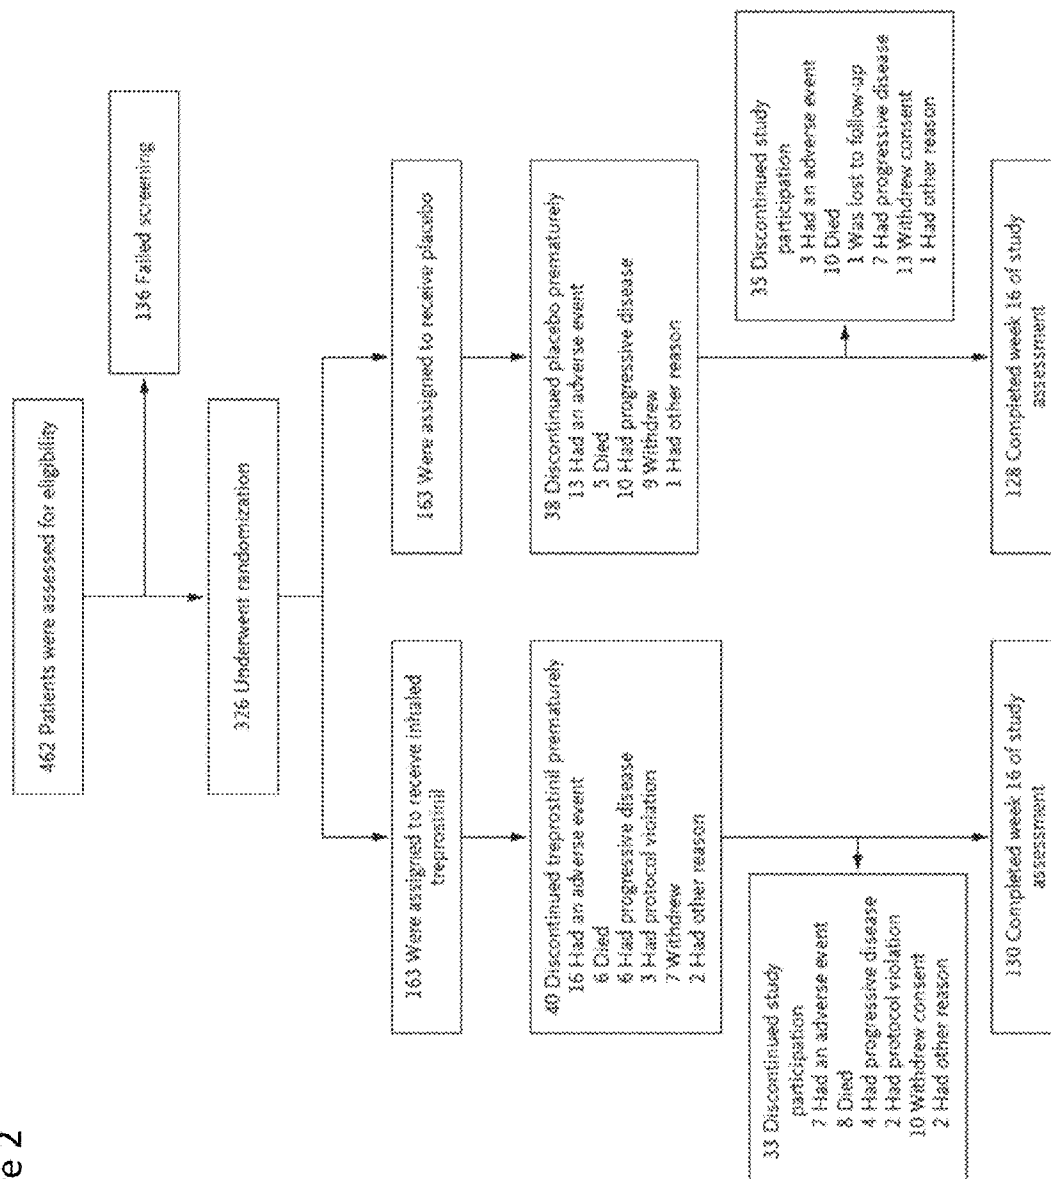 e 2
462 Patients were assessed for eligibility
136 Failed screening
326 Underwent randomization
163 Were assigned to receive inhaled
treprostinil
163 Were assigned to receive placebo
40 Discontinued treprostinil prematurely
16 Had an adverse event
6 Died
6 Had progressive disease
3 Had protocol violation
7 Withdrew
2 Had other reason
38 Discontinued placebo prematurely
13 Had an adverse event
5 Died
10 Had progressive disease
9 Withdrew
1 Had other reason
33 Discontinued study
participation
7 Had an adverse event
8 Died
4 Had progressive disease
2 Had protocol violation
10 Withdrew consent
2 Had other reason
35 Discontinued study
participation
3 Had an adverse event
10 Died
1 Was lost to follow-up
7 Had progressive disease
13 Withdrew consent
1 Had other reason
130 Completed week 16 of study
assessment
128 Completed week 16 of study
assessment